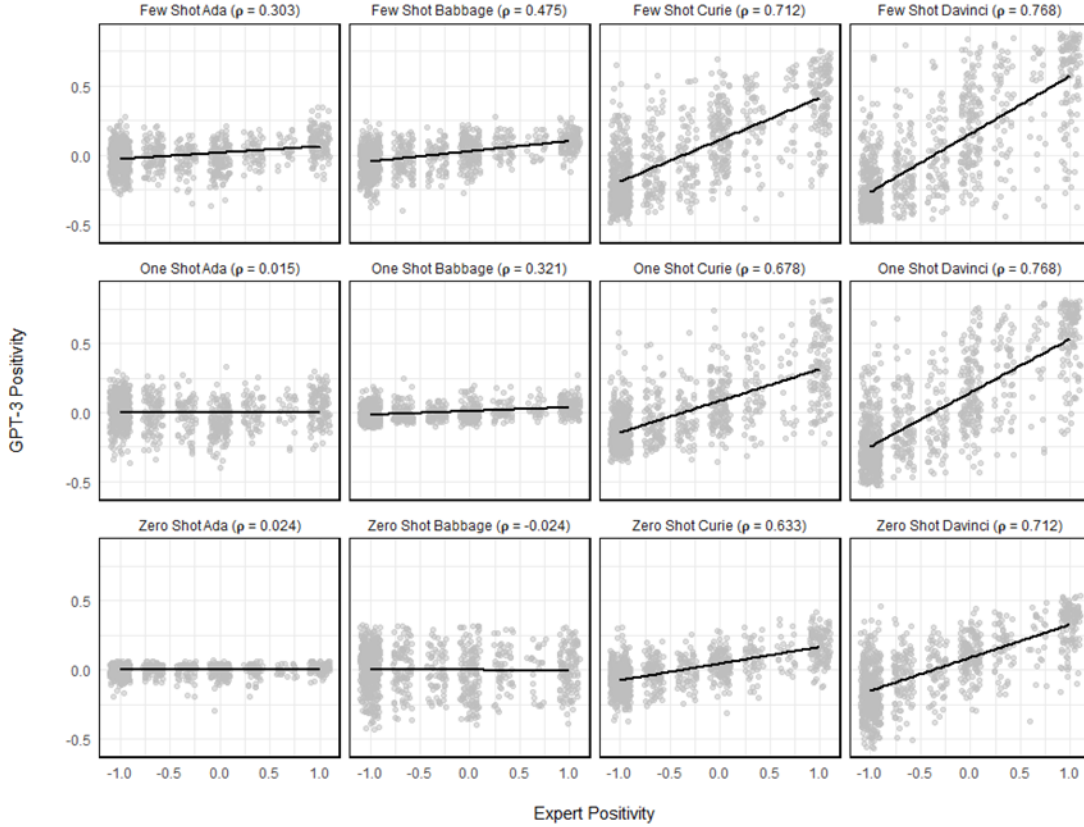 Few Shot Ada (ρ = 0.303) Few Shot Babbage (ρ = 0.475) Few Shot Curie (ρ = 0.712) Few Shot Davinci (ρ = 0.768)
0.5
0.0
-0.5
One Shot Ada (ρ = 0.015) One Shot Babbage (ρ = 0.321) One Shot Curie (ρ = 0.678) One Shot Davinci (ρ = 0.768)
0.5
0.0
-0.5
GPT-3 Positivity
Zero Shot Ada (ρ = 0.024) Zero Shot Babbage (ρ = -0.024) Zero Shot Curie (ρ = 0.633) Zero Shot Davinci (ρ = 0.712)
0.5
0.0
-0.5
-1.0 -0.5 0.0 0.5 1.0 -1.0 -0.5 0.0 0.5 1.0 -1.0 -0.5 0.0 0.5 1.0 -1.0 -0.5 0.0 0.5 1.0
Expert Positivity